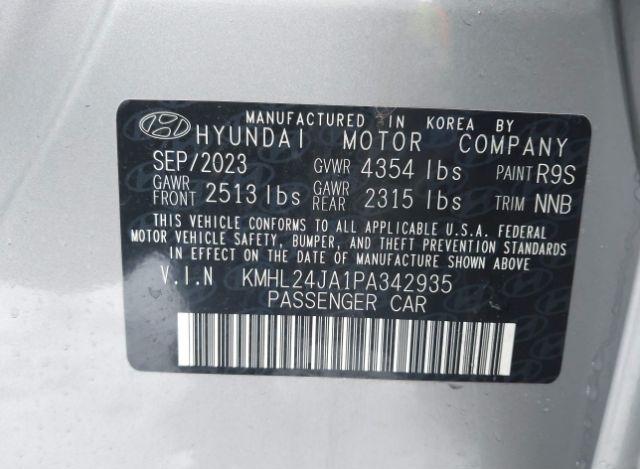 MANUFACTURED IN KOREA BY
HYUNDAI MOTOR COMPANY
SEP/2023 GVWR 4354 lbs PAINT R9S
GAWR FRONT 2513 lbs GAWR REAR 2315 lbs TRIM NNB
THIS VEHICLE CONFORMS TO ALL APPLICABLE U.S.A. FEDERAL
MOTOR VEHICLE SAFETY, BUMPER, AND THEFT PREVENTION STANDARDS
IN EFFECT ON THE DATE OF MANUFACTURE SHOWN ABOVE
V.I.N KMHL24JA1PA342935
PASSENGER CAR